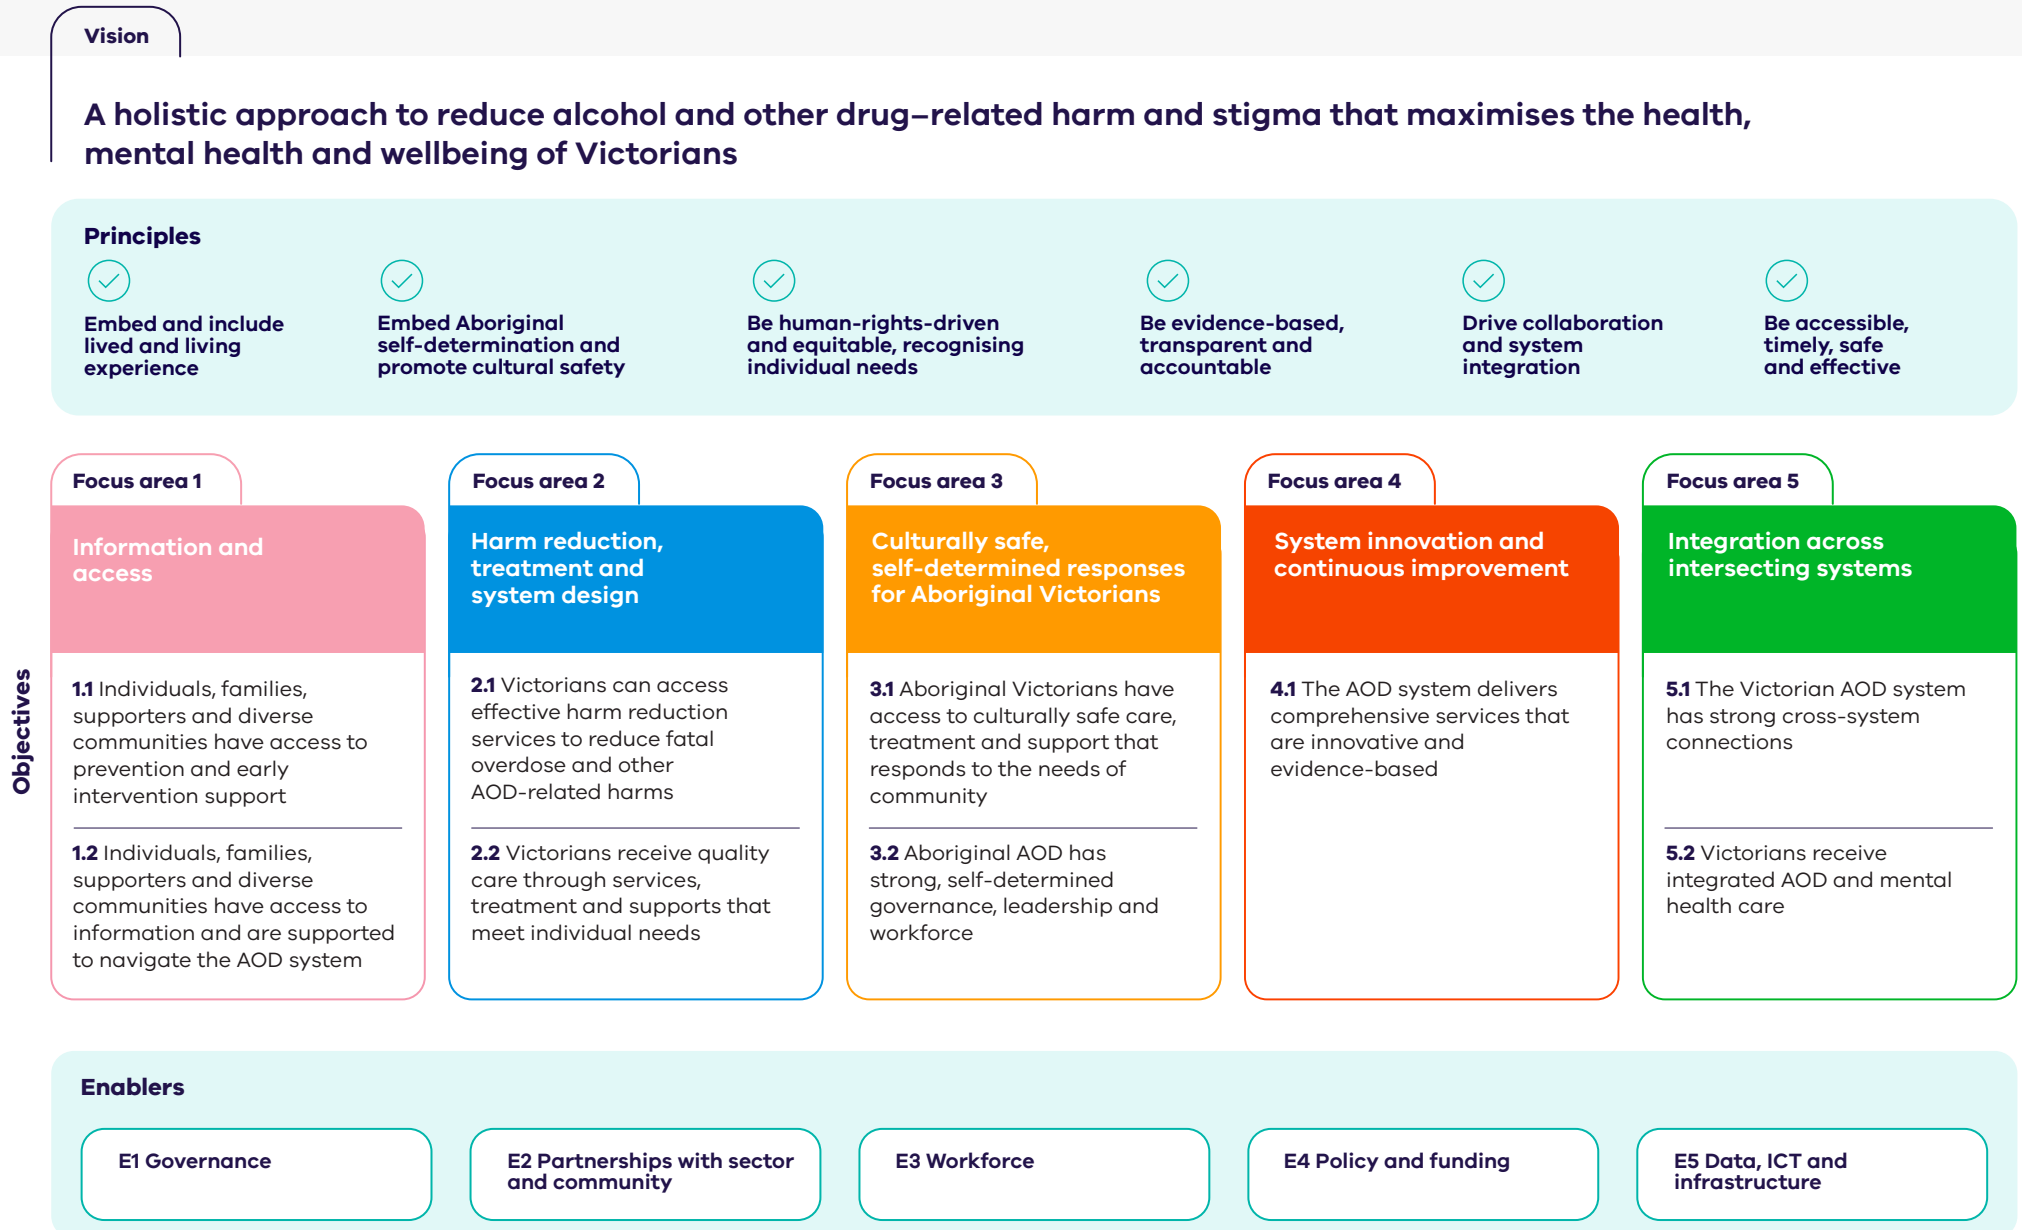 Vision
A holistic approach to reduce alcohol and other drug–related harm and stigma that maximises the health,
mental health and wellbeing of Victorians
Principles
Embed and include
lived and living
experience
Embed Aboriginal
self-determination and
promote cultural safety
Be human-rights-driven
and equitable, recognising
individual needs
Be evidence-based,
transparent and
accountable
Drive collaboration
and system
integration
Be accessible,
timely, safe
and effective
Objectives
Focus area 1
Information and
access
1.1 Individuals, families,
supporters and diverse
communities have access to
prevention and early
intervention support
1.2 Individuals, families,
supporters and diverse
communities have access to
information and are supported
to navigate the AOD system
Focus area 2
Harm reduction,
treatment and
system design
2.1 Victorians can access
effective harm reduction
services to reduce fatal
overdose and other
AOD-related harms
2.2 Victorians receive quality
care through services,
treatment and supports that
meet individual needs
Focus area 3
Culturally safe,
self-determined responses
for Aboriginal Victorians
3.1 Aboriginal Victorians have
access to culturally safe care,
treatment and support that
responds to the needs of
community
3.2 Aboriginal AOD has
strong, self-determined
governance, leadership and
workforce
Focus area 4
System innovation and
continuous improvement
4.1 The AOD system delivers
comprehensive services that
are innovative and
evidence-based
Focus area 5
Integration across
intersecting systems
5.1 The Victorian AOD system
has strong cross-system
connections
5.2 Victorians receive
integrated AOD and mental
health care
Enablers
E1 Governance
E2 Partnerships with sector
and community
E3 Workforce
E4 Policy and funding
E5 Data, ICT and
infrastructure